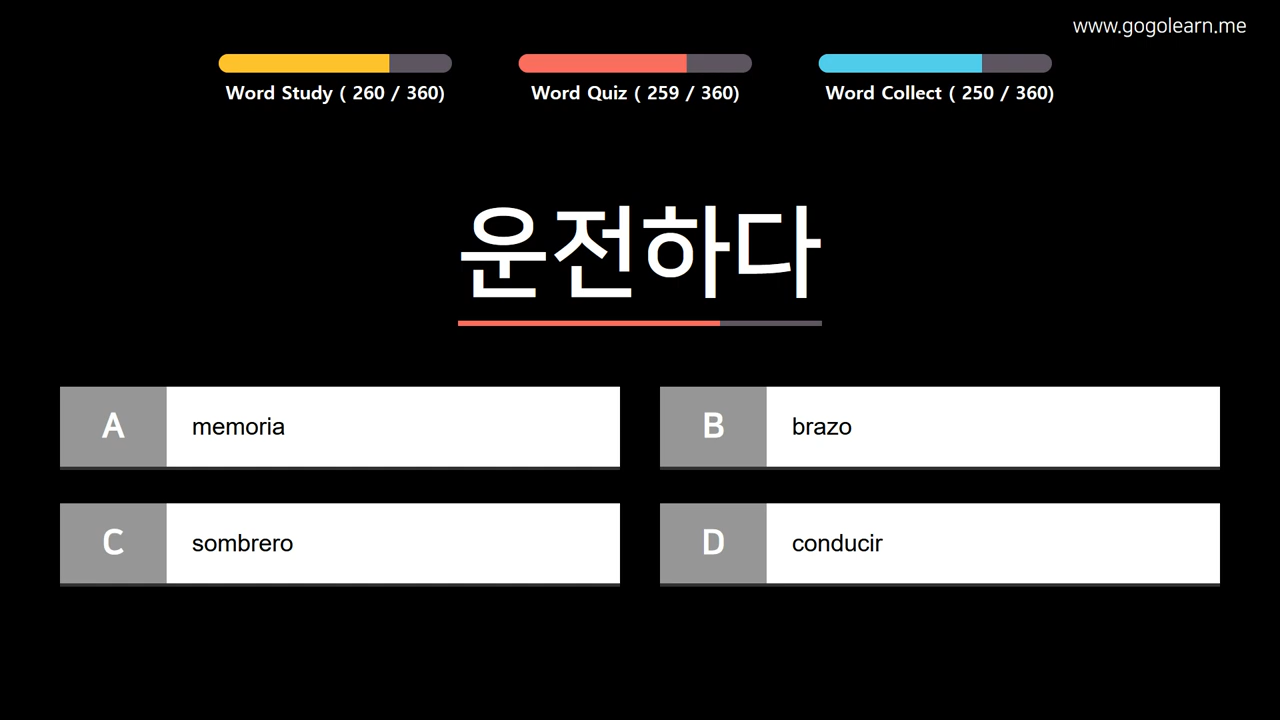 www.gogolearn.me
Word Study ( 260 / 360)
Word Quiz ( 259 / 360)
Word Collect ( 250 / 360)
운전하다
A memoria
B brazo
C sombrero
D conducir